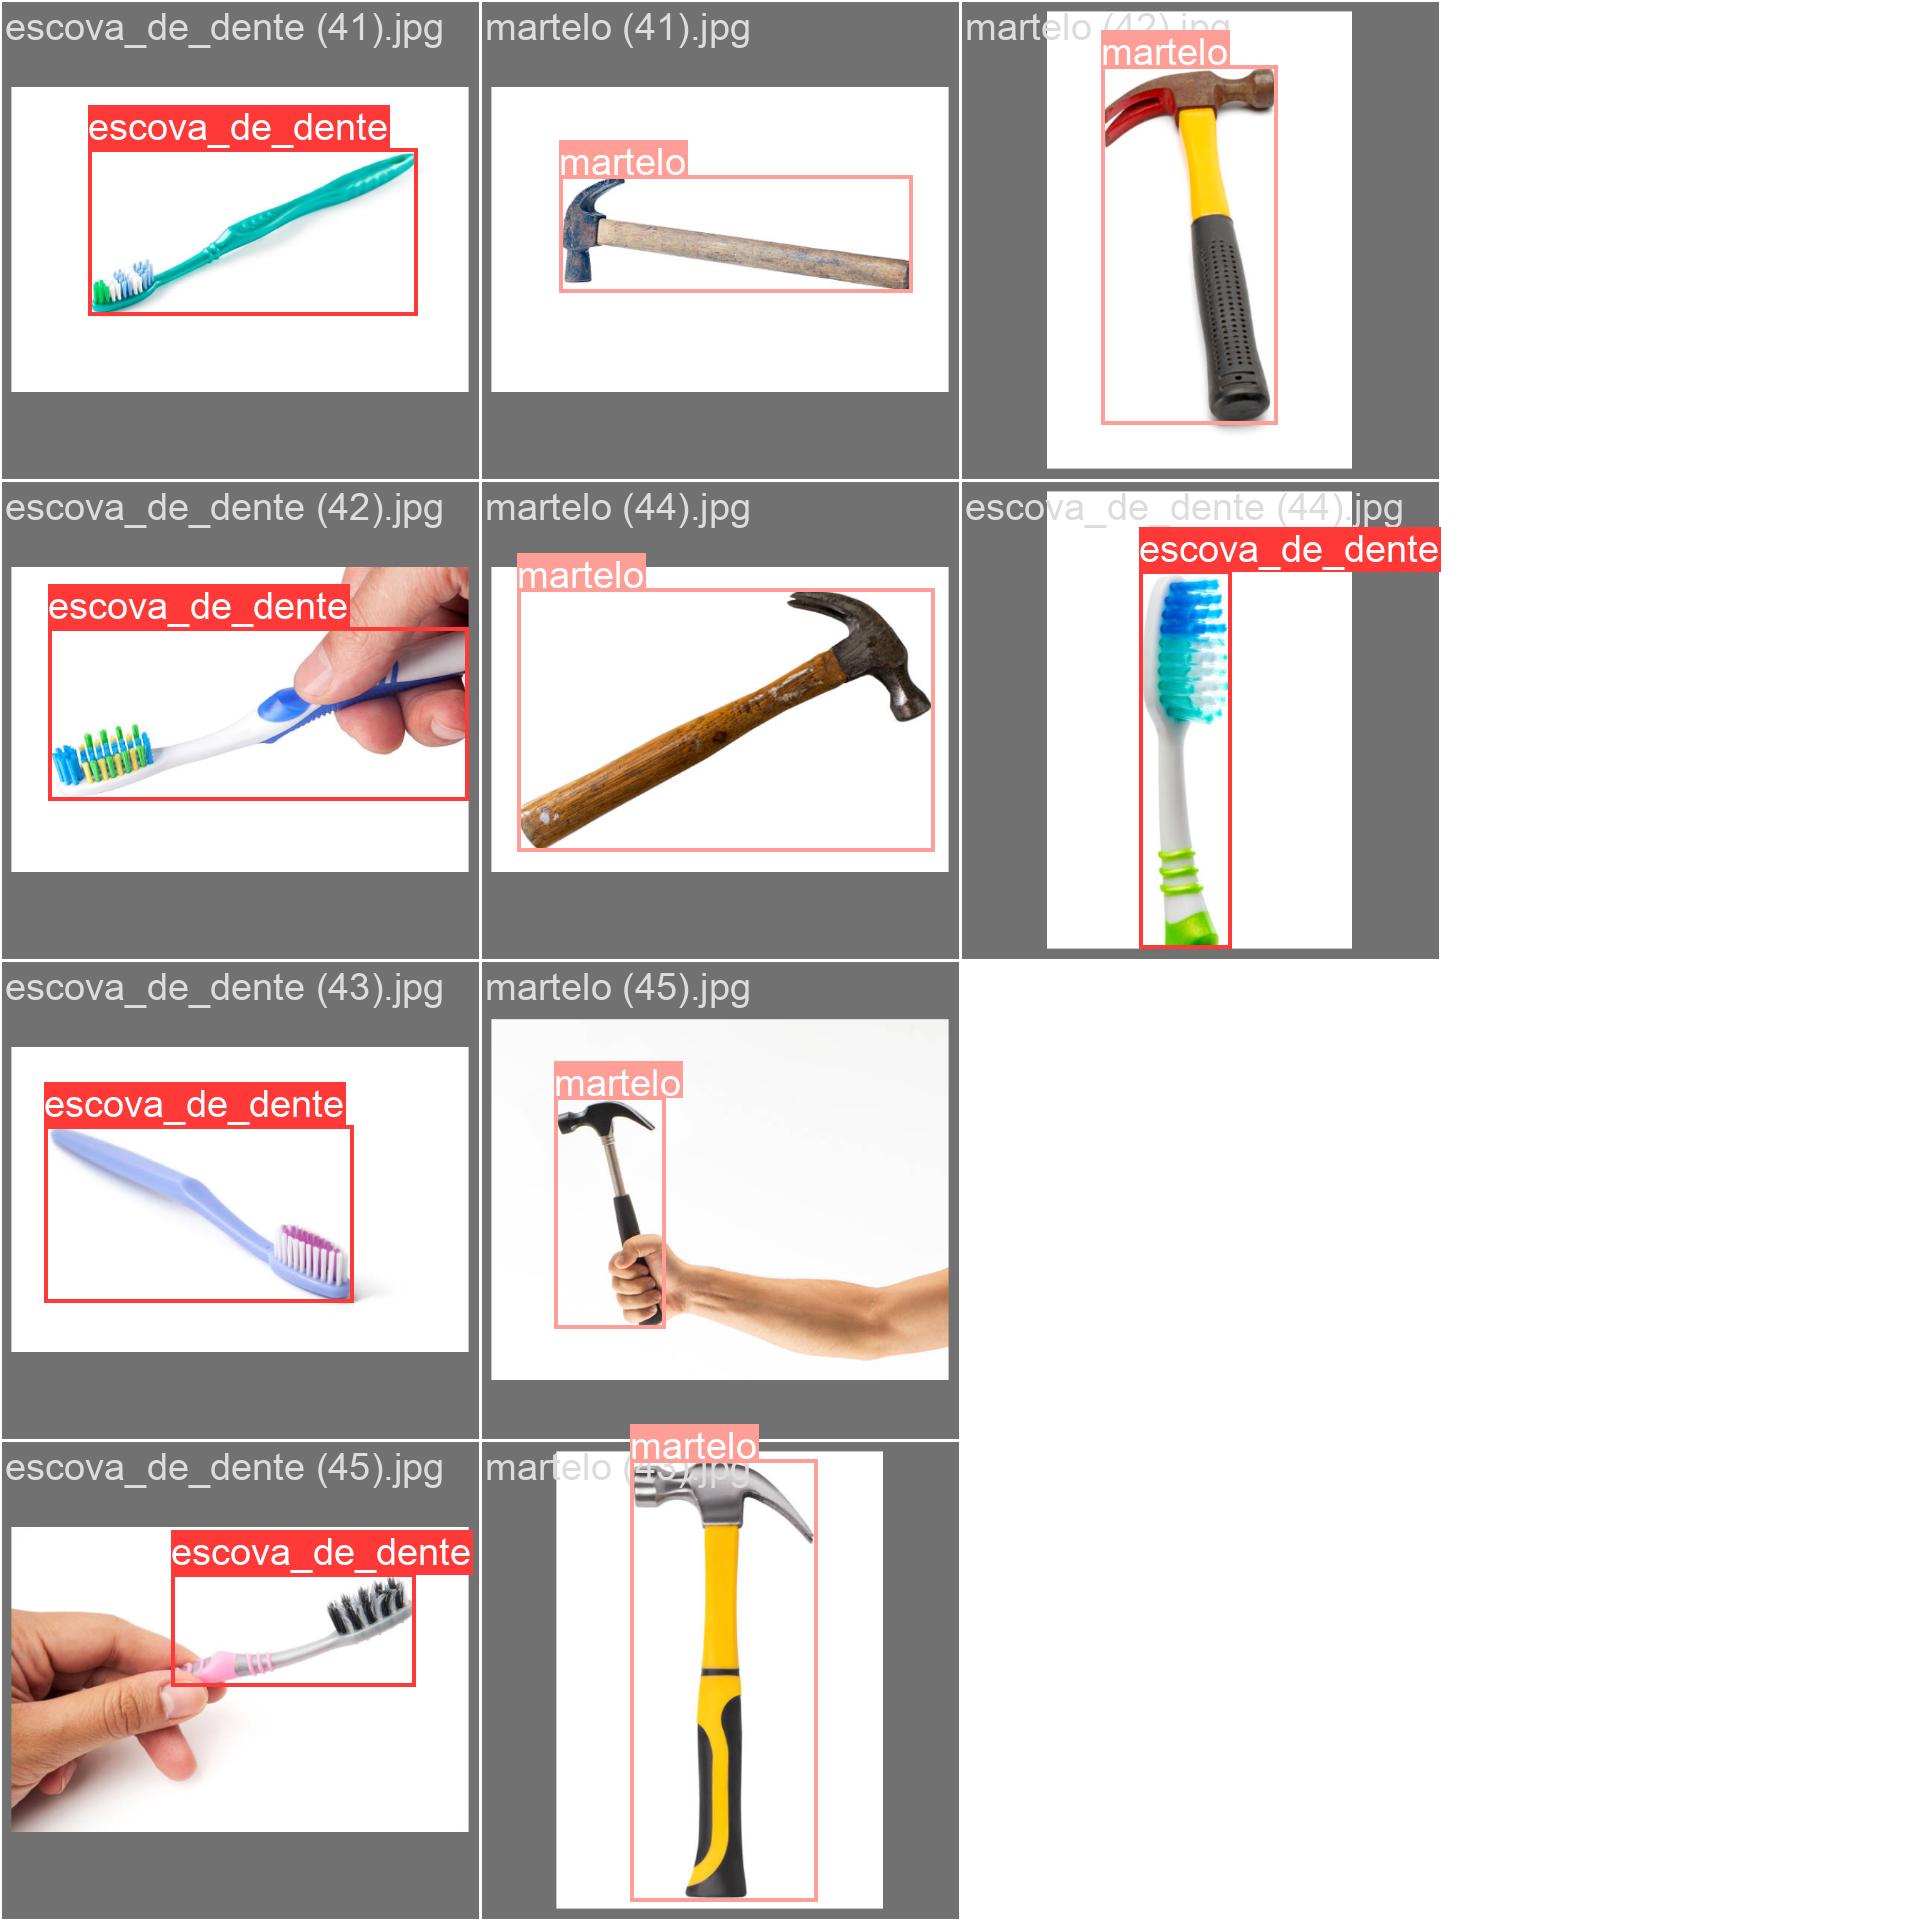 escova_de_dente (41).jpg
escova_de_dente
martelo (41).jpg
martelo
martelo (42).jpg
martelo
escova_de_dente (42).jpg
escova_de_dente
martelo (44).jpg
martelo
escova_de_dente (44).jpg
escova_de_dente
escova_de_dente (43).jpg
escova_de_dente
martelo (45).jpg
martelo
escova_de_dente (45).jpg
escova_de_dente
martelo
martelo (43).jpg